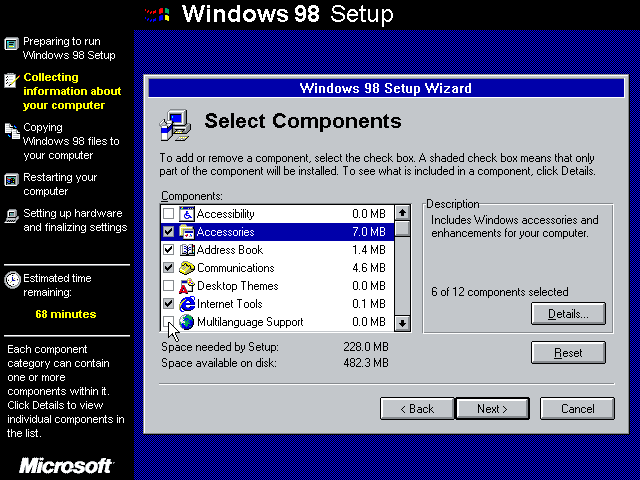 Windows 98 Setup
Preparing to run
Windows 98 Setup
Collecting
information about
your computer
Copying
Windows 98 files to
your computer
Restarting your
computer
Setting up hardware
and finalizing settings
Estimated time
remaining:
68 minutes
Each component
category can contain
one or more
components within it.
Click Details to view
individual components in
the list.
Microsoft
Windows 98 Setup Wizard
Select Components
To add or remove a component, select the check box. A shaded check box means that only
part of the component will be installed. To see what is included in a component, click Details.
Components:
Accessibility 0.0 MB
Accessories 7.0 MB
Address Book 1.4 MB
Communications 4.6 MB
Desktop Themes 0.0 MB
Internet Tools 0.1 MB
Multilanguage Support 0.0 MB
Space needed by Setup: 228.0 MB
Space available on disk: 482.3 MB
Description
Includes Windows accessories and
enhancements for your computer.
6 of 12 components selected
Details...
Reset
< Back
Next >
Cancel